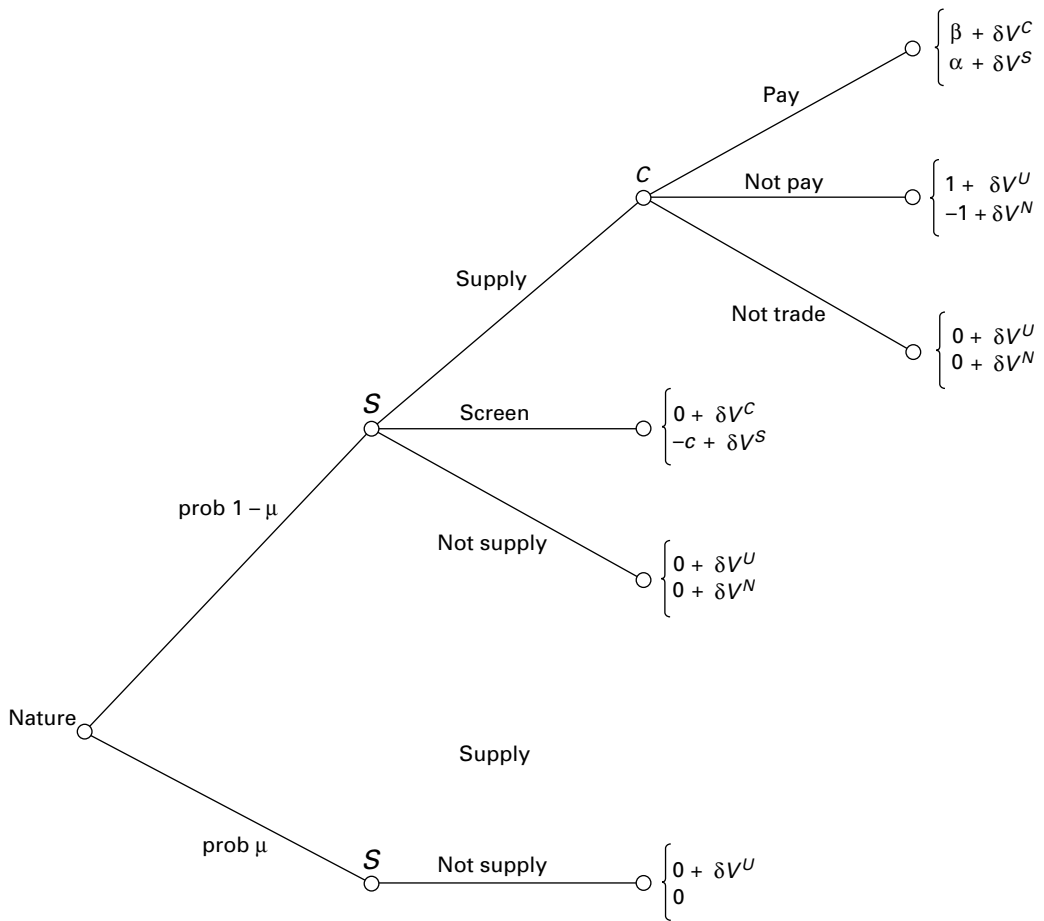 β + δV^C
α + δV^S
Pay
C
Not pay
1 + δV^U
−1 + δV^N
Supply
Not trade
0 + δV^U
0 + δV^N
S
Screen
0 + δV^C
−c + δV^S
prob 1 − μ
Not supply
0 + δV^U
0 + δV^N
Nature
Supply
prob μ
S
Not supply
0 + δV^U
0